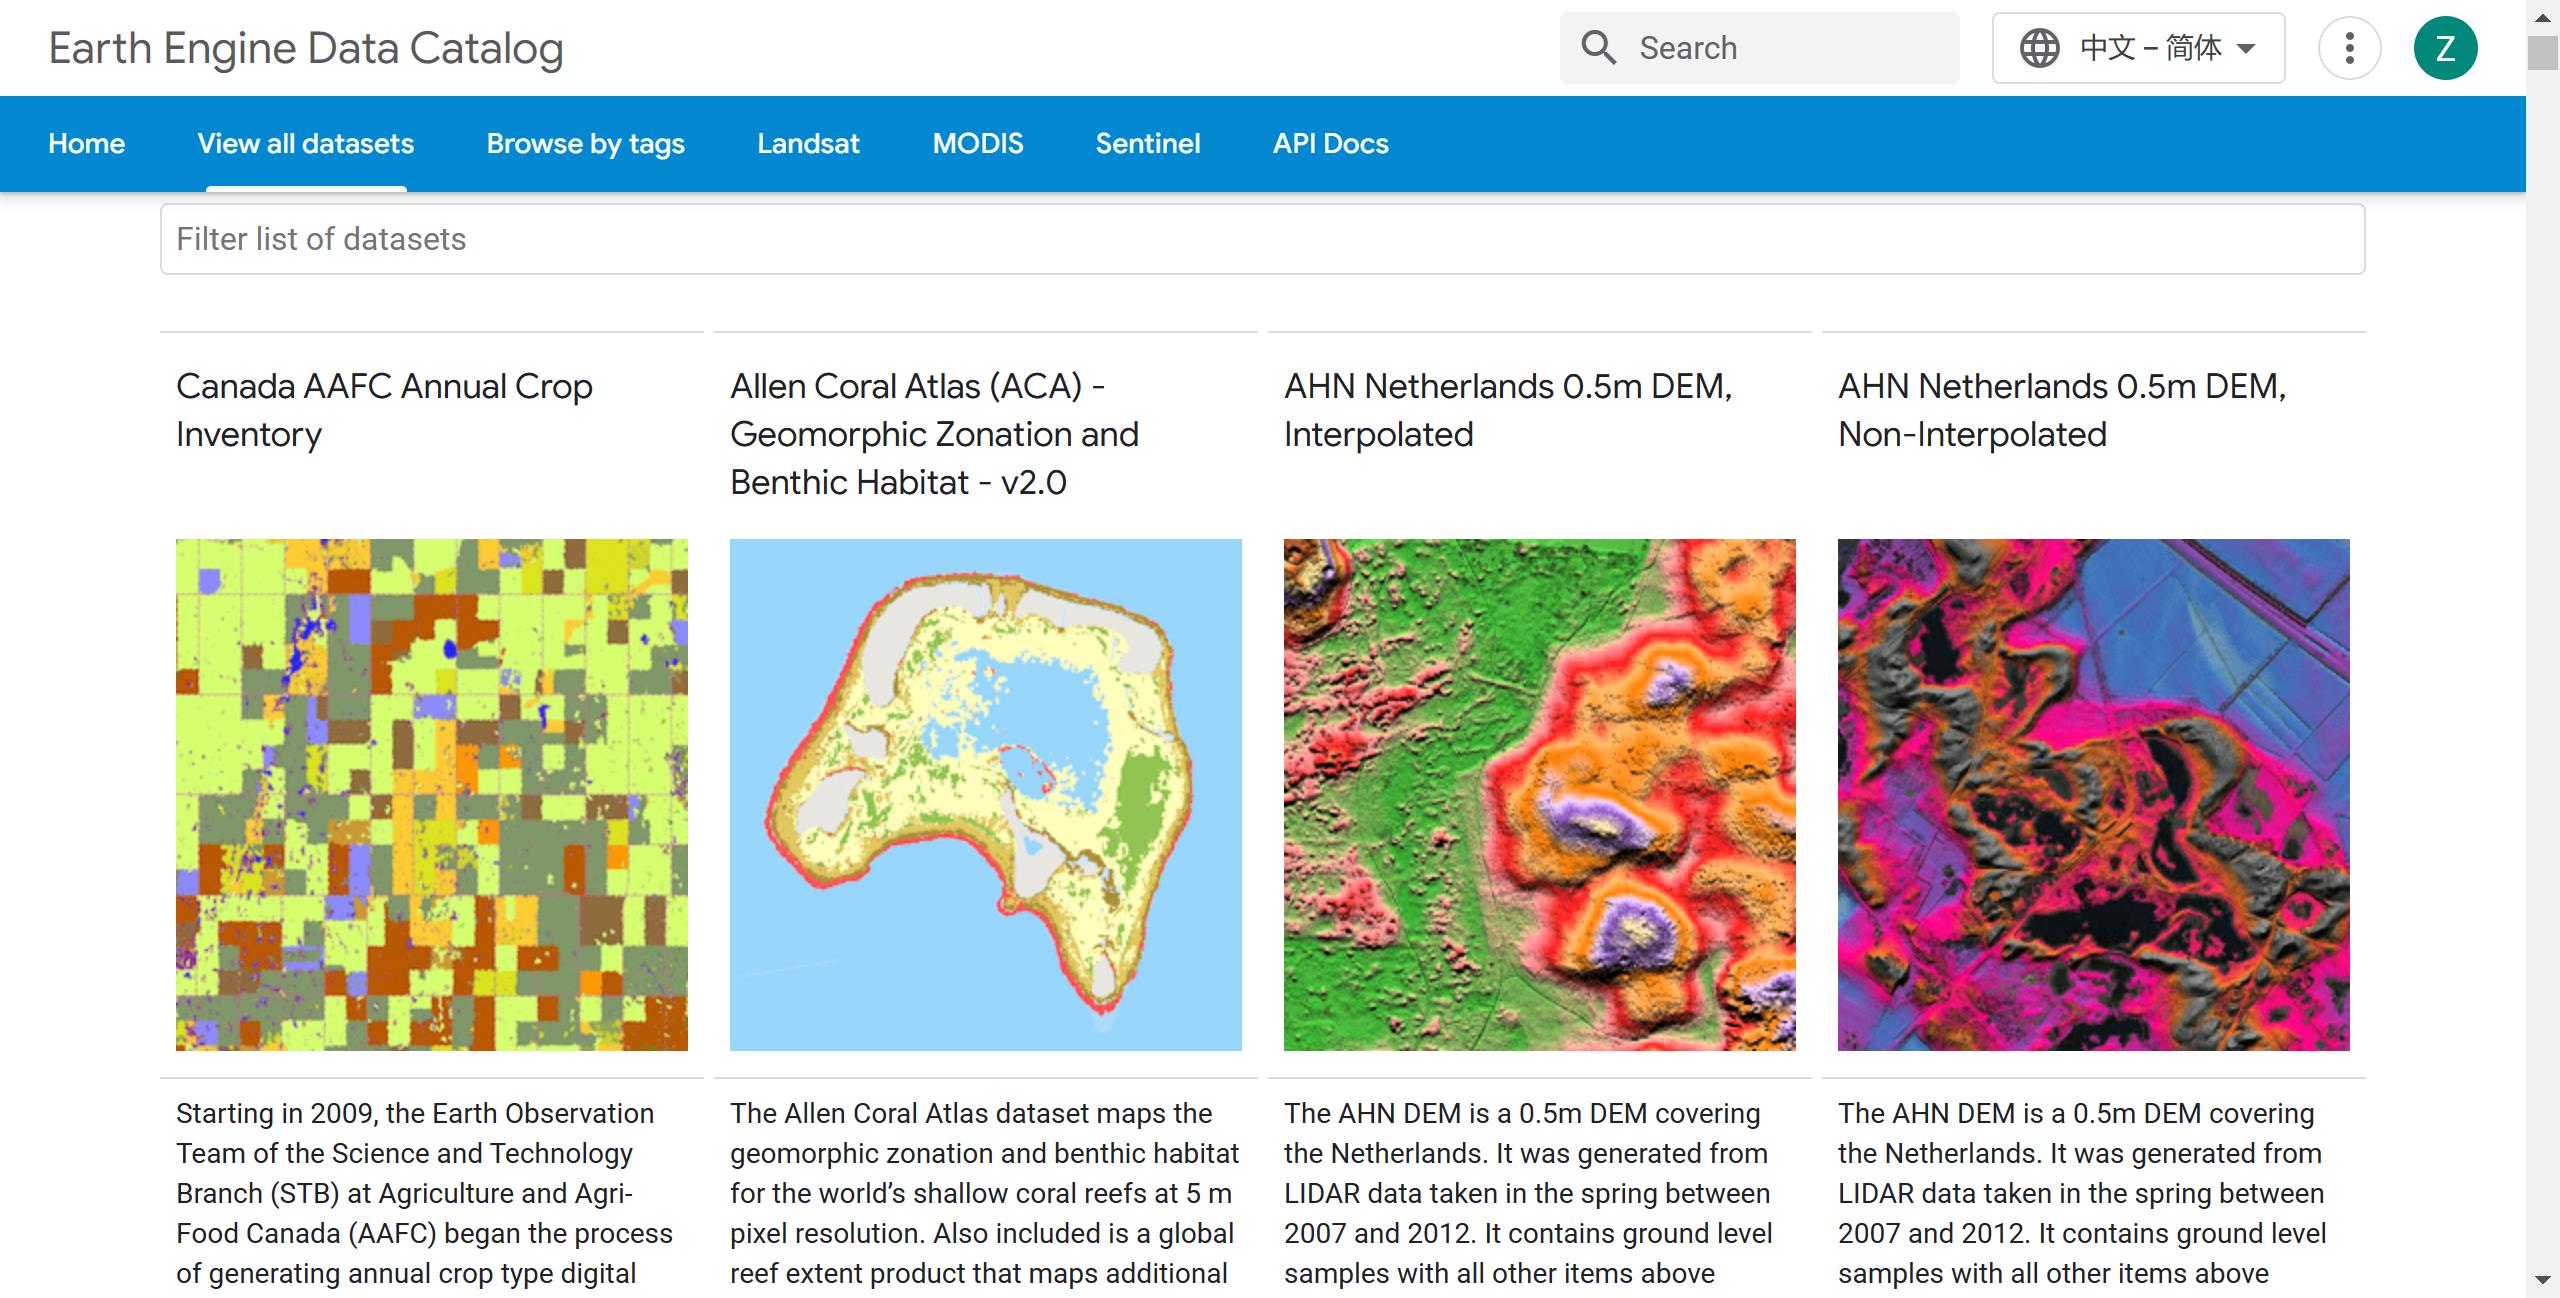 Earth Engine Data Catalog
Search
中文 – 简体
Z
Home
View all datasets
Browse by tags
Landsat
MODIS
Sentinel
API Docs
Filter list of datasets
Canada AAFC Annual Crop
Inventory
Starting in 2009, the Earth Observation
Team of the Science and Technology
Branch (STB) at Agriculture and Agri-
Food Canada (AAFC) began the process
of generating annual crop type digital
Allen Coral Atlas (ACA) -
Geomorphic Zonation and
Benthic Habitat - v2.0
The Allen Coral Atlas dataset maps the
geomorphic zonation and benthic habitat
for the world’s shallow coral reefs at 5 m
pixel resolution. Also included is a global
reef extent product that maps additional
AHN Netherlands 0.5m DEM,
Interpolated
The AHN DEM is a 0.5m DEM covering
the Netherlands. It was generated from
LIDAR data taken in the spring between
2007 and 2012. It contains ground level
samples with all other items above
AHN Netherlands 0.5m DEM,
Non-Interpolated
The AHN DEM is a 0.5m DEM covering
the Netherlands. It was generated from
LIDAR data taken in the spring between
2007 and 2012. It contains ground level
samples with all other items above